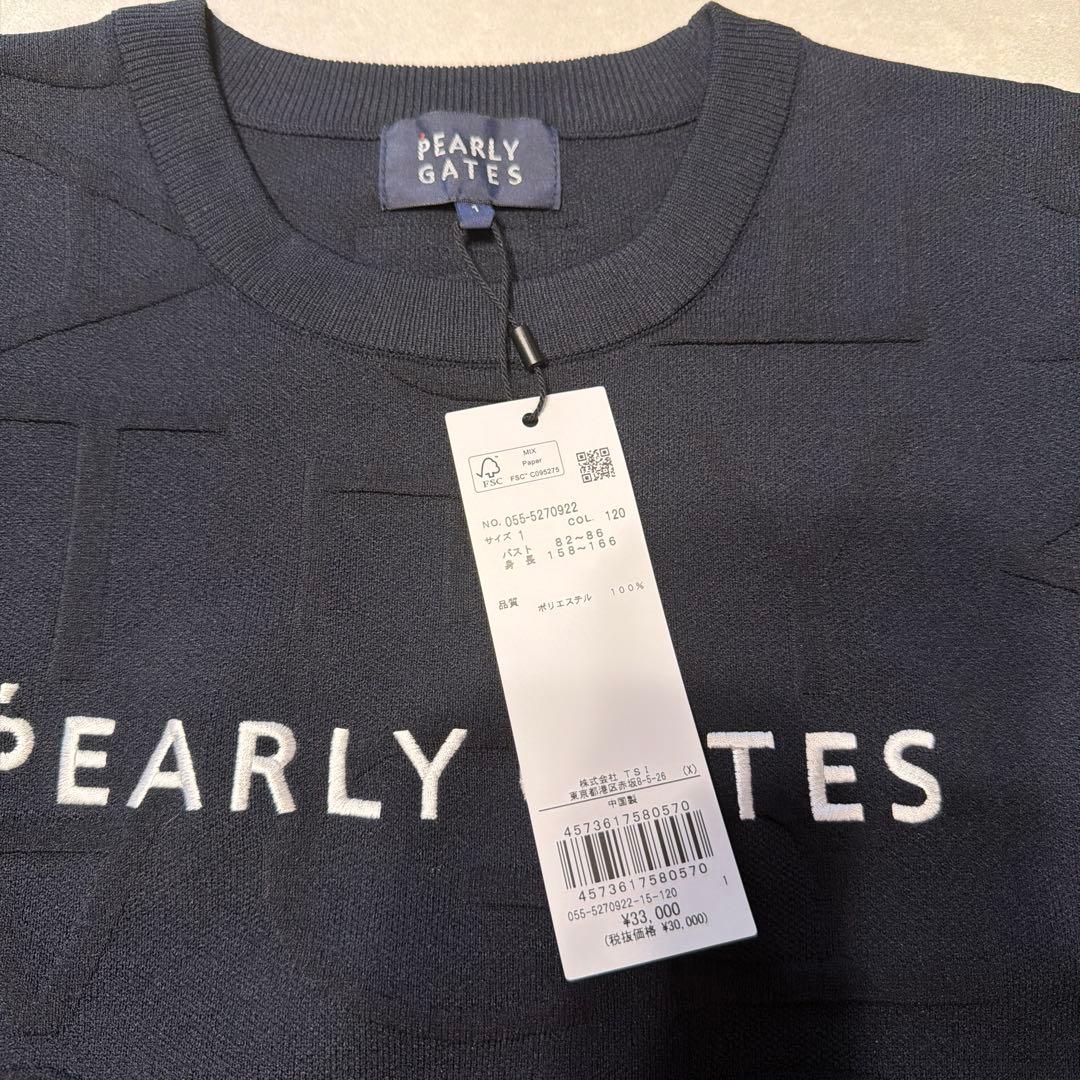 PEARLY
GATES
1
MIX
Paper
FSC™ C095275
FSC
NO. 055-5270922
サイズ 1 COL. 120
バスト 82～86
身長 158～166
品質 ポリエステル 100%
PEARLY TES
株式会社 TSI
東京都港区赤坂8-5-26 (X)
中国製
4573617580570
4573617580570
055-5270922-15-120 1
¥33,000
(税抜価格 ¥30,000)